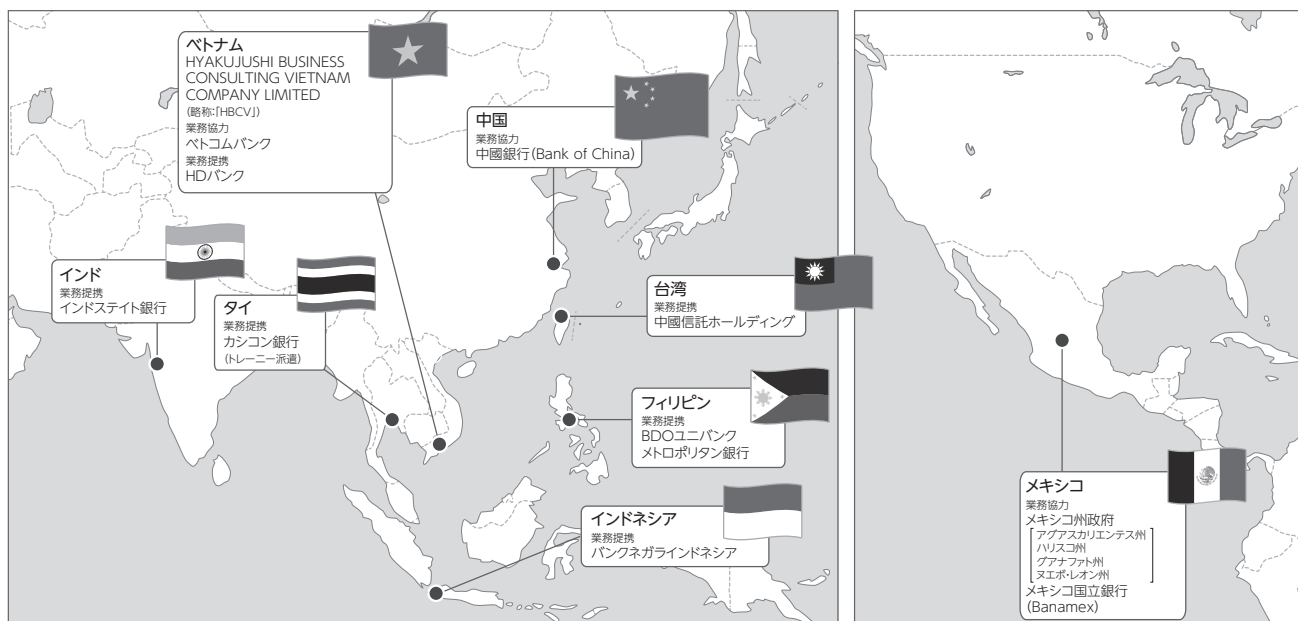 ベトナム
HYAKUJUSHI BUSINESS
CONSULTING VIETNAM
COMPANY LIMITED
(略称:「HBCV」)
業務協力
ベトコムバンク
業務提携
HDバンク
中国
業務協力
中國銀行(Bank of China)
インド
業務提携
インドステイト銀行
タイ
業務提携
カシコン銀行
(トレーニー派遣)
台湾
業務提携
中國信託ホールディング
フィリピン
業務提携
BDOユニバンク
メトロポリタン銀行
インドネシア
業務提携
バンクネガラインドネシア
メキシコ
業務協力
メキシコ州政府
アグアスカリエンテス州
ハリスコ州
グアナファト州
ヌエボ・レオン州
メキシコ国立銀行
(Banamex)